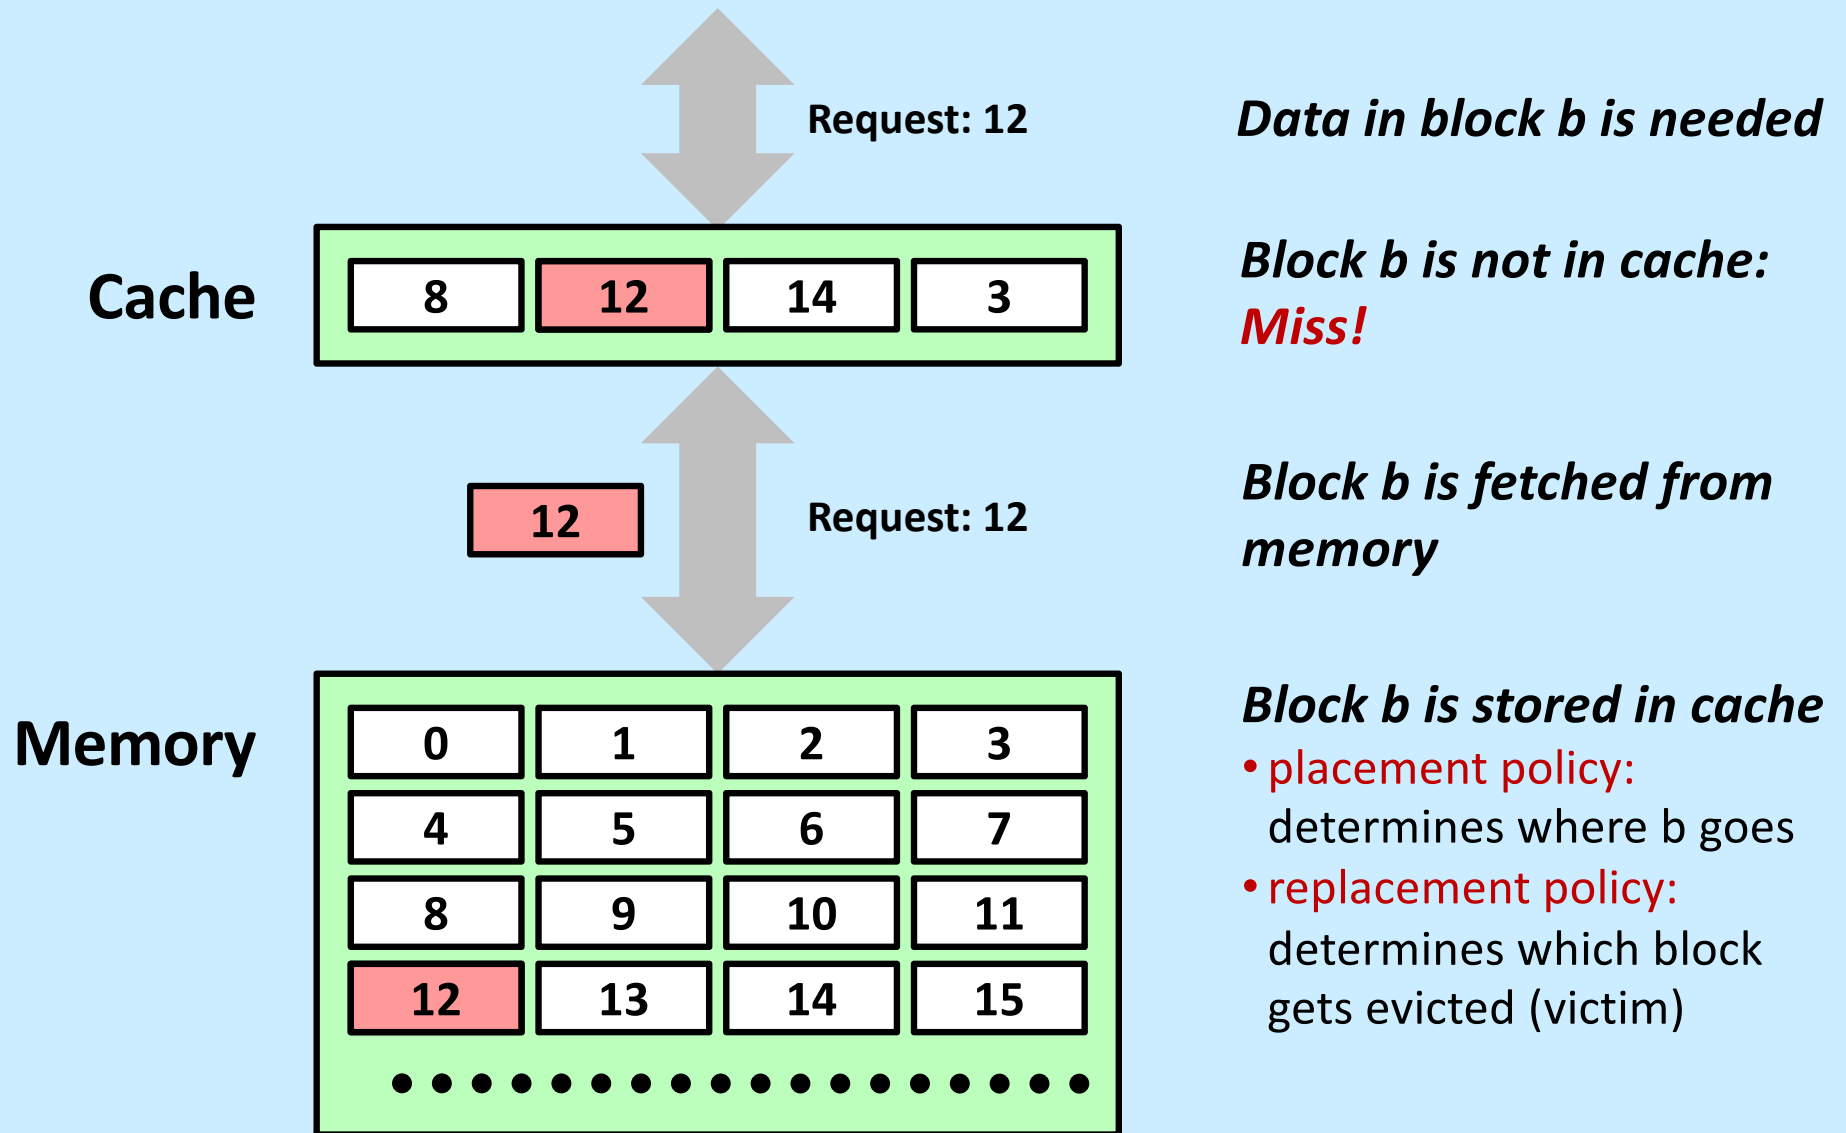 Request: 12
Data in block b is needed
Cache
8 12 14 3
Block b is not in cache:
Miss!
12
Request: 12
Block b is fetched from
memory
Memory
0 1 2 3
4 5 6 7
8 9 10 11
12 13 14 15
Block b is stored in cache
• placement policy:
determines where b goes
• replacement policy:
determines which block
gets evicted (victim)